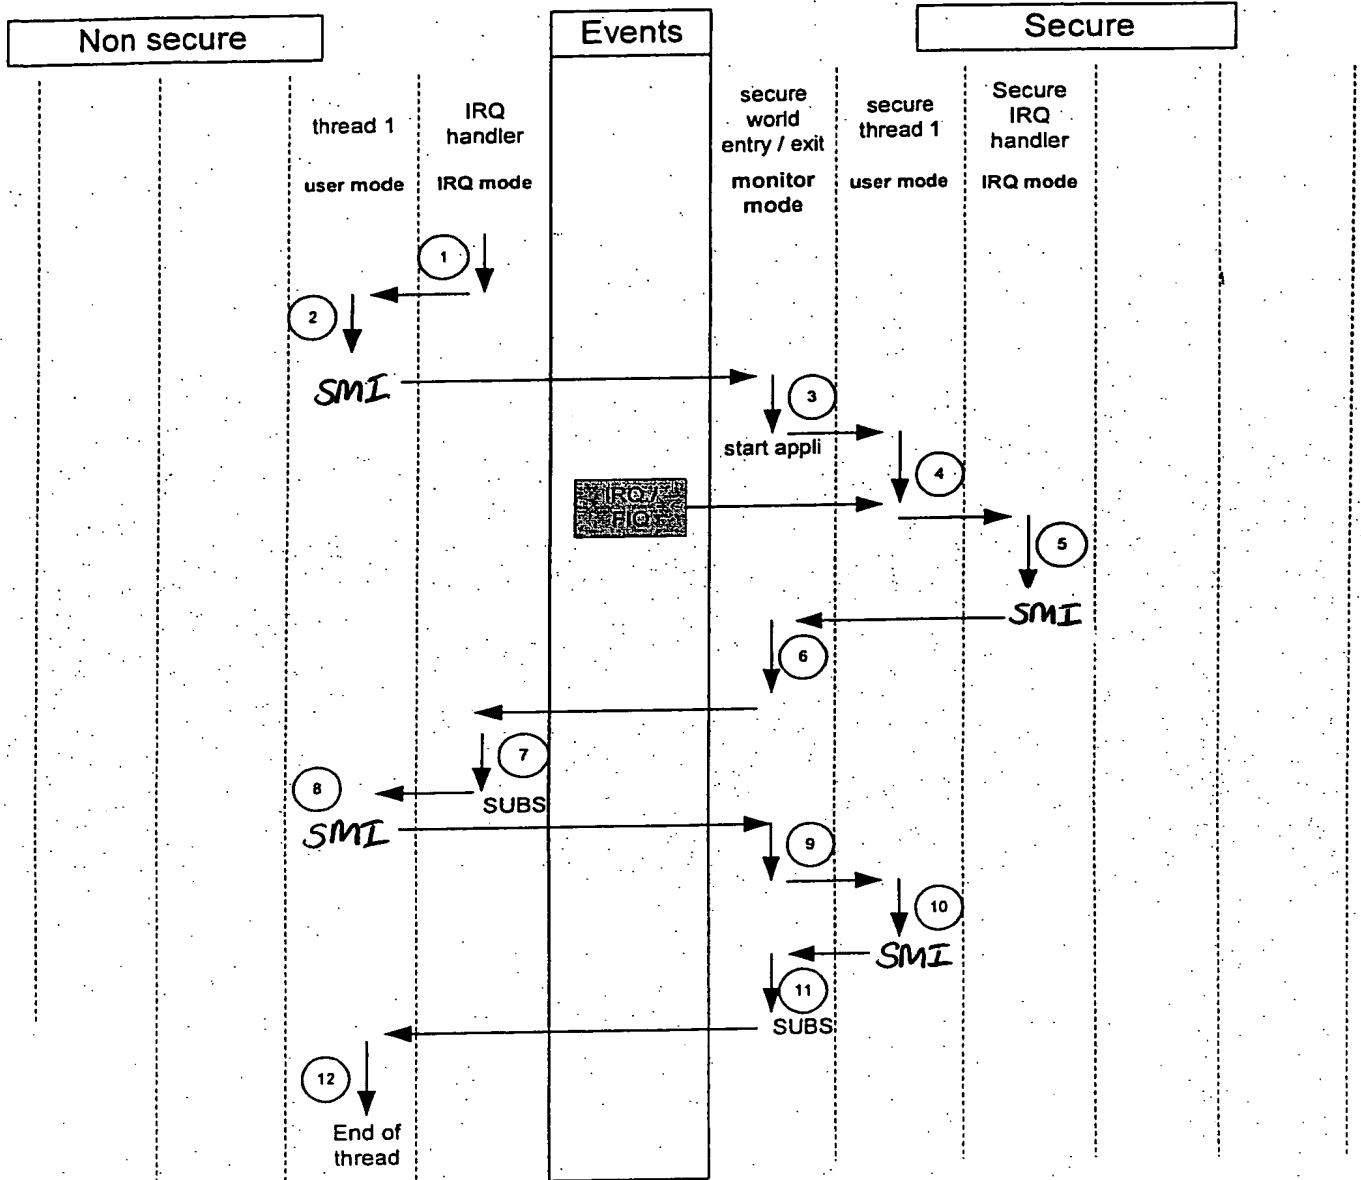 Non secure
Events
Secure
thread 1
user mode
IRQ
handler
IRQ mode
secure
world
entry / exit
monitor
mode
secure
thread 1
user mode
Secure
IRQ
handler
IRQ mode
1
2
SMI
3
start appli
4
IRQ /
FIQ
5
SMI
6
7
SUBS
8
SMI
9
10
SMI
11
SUBS
12
End of
thread